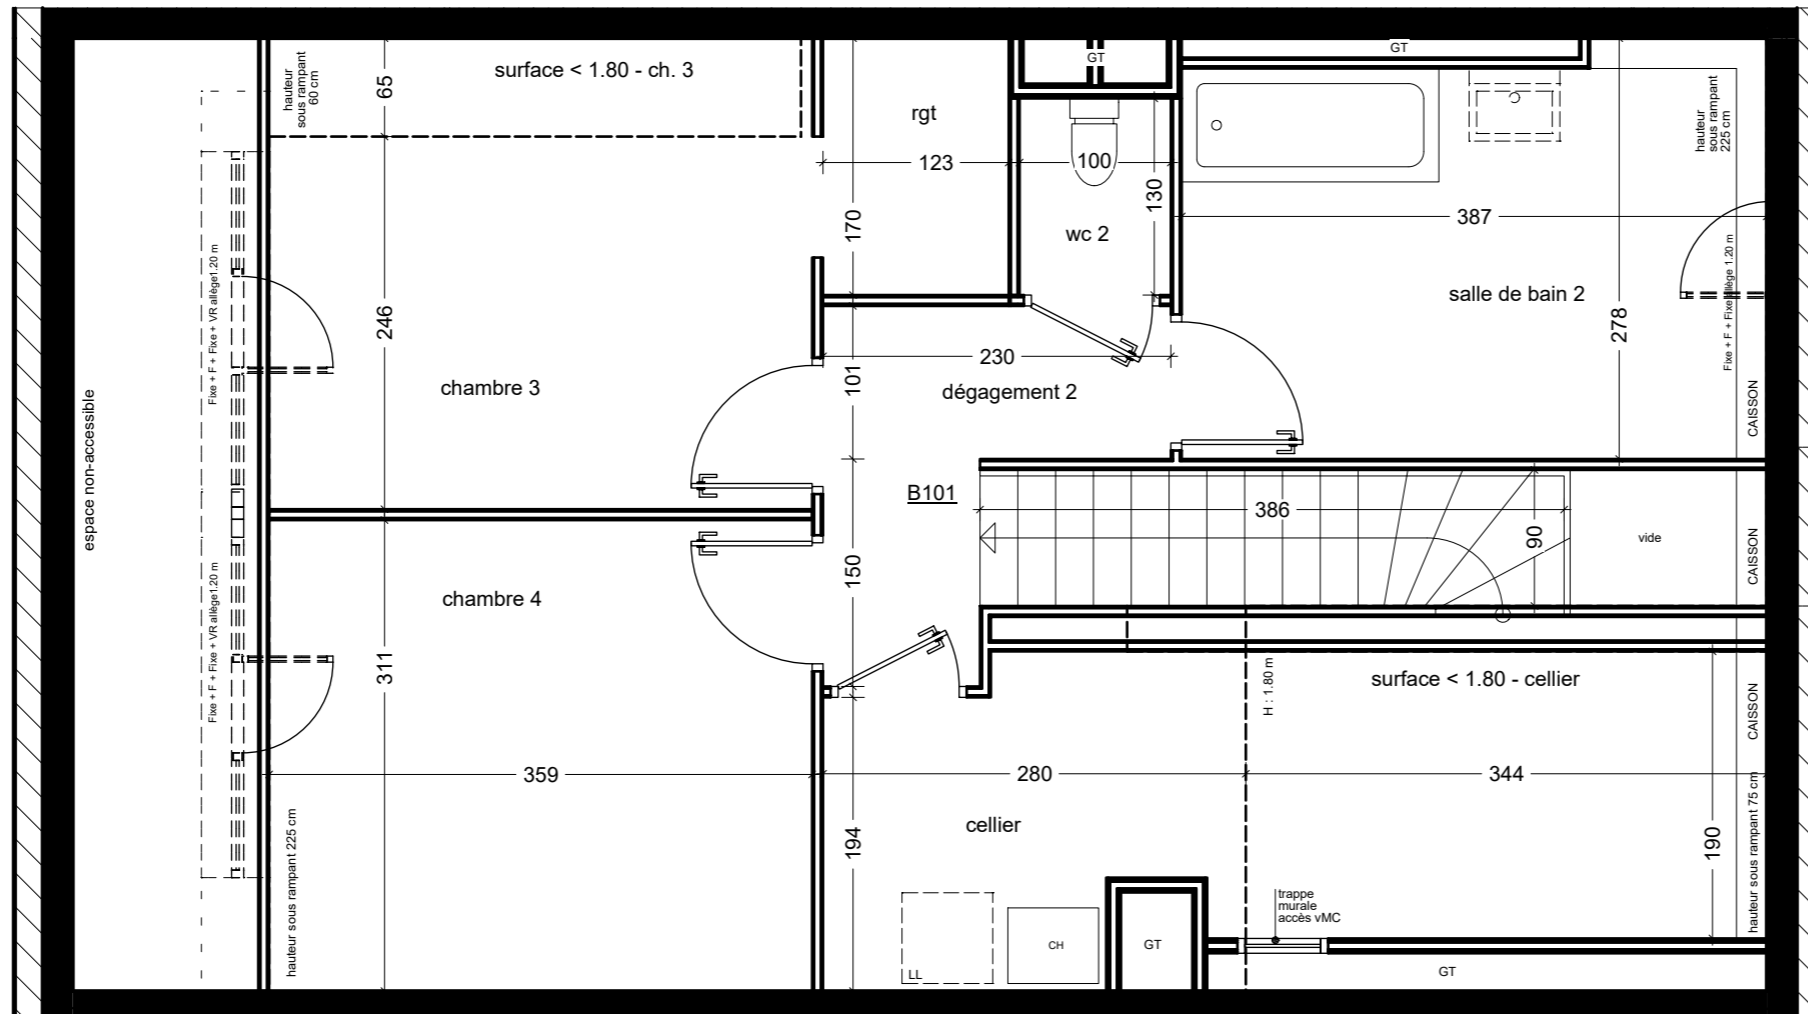 GT
GT
hauteur
sous rampant
60 cm
65
surface < 1.80 - ch. 3
rgt
hauteur
sous rampant
225 cm
123
100
130
170
387
wc 2
Fixe + F + Fixe + VR allège1.20 m
Fixe + F + Fixe allège 1.20 m
salle de bain 2
246
278
230
101
chambre 3
dégagement 2
CAISSON
espace non-accessible
B101
386
90
vide
CAISSON
150
chambre 4
Fixe + F + Fixe + VR allège1.20 m
311
H : 1.80 m
surface < 1.80 - cellier
CAISSON
359
280
344
hauteur sous rampant 225 cm
cellier
194
190
hauteur sous rampant 75 cm
trappe
murale
accès vMC
CH
GT
LL
GT